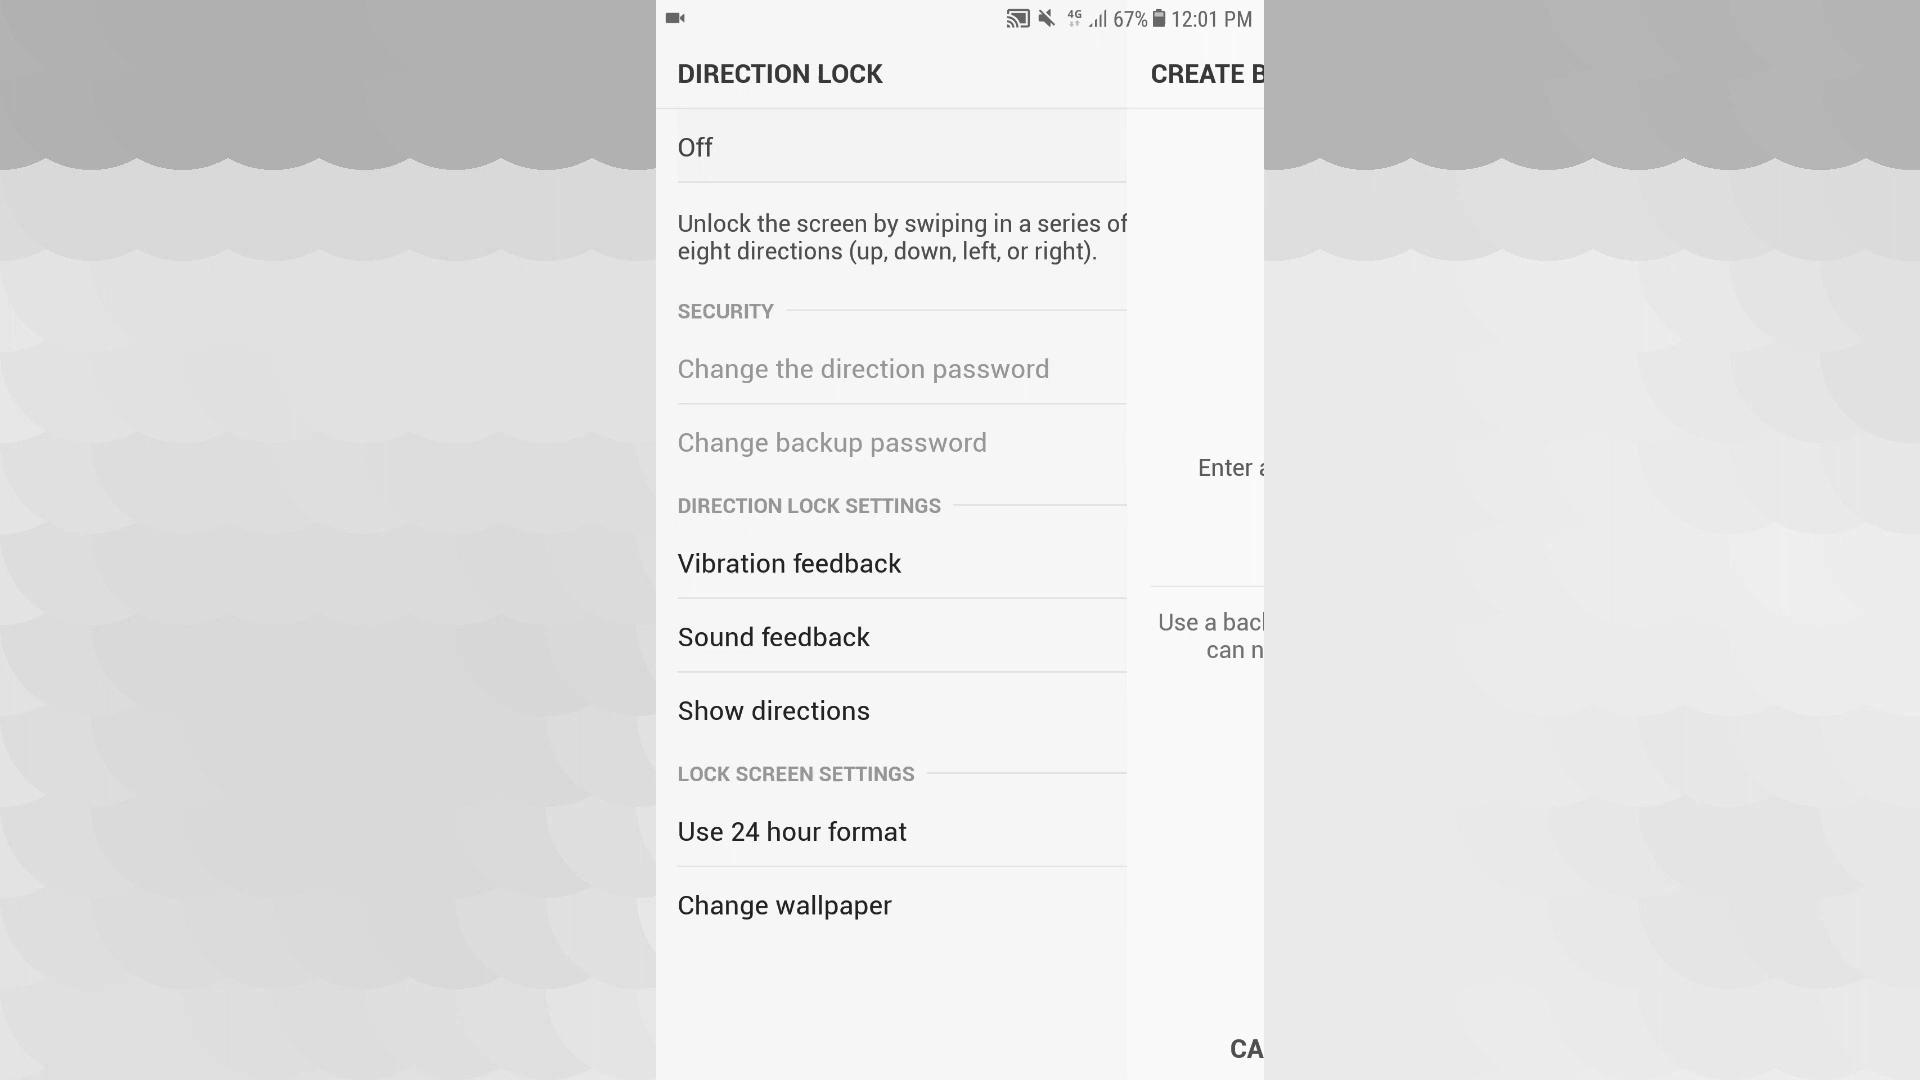 4G 67% 12:01 PM
DIRECTION LOCK
Off
Unlock the screen by swiping in a series of
eight directions (up, down, left, or right).
SECURITY
Change the direction password
Change backup password
DIRECTION LOCK SETTINGS
Vibration feedback
Sound feedback
Show directions
LOCK SCREEN SETTINGS
Use 24 hour format
Change wallpaper
CREATE
Enter
Use a
can